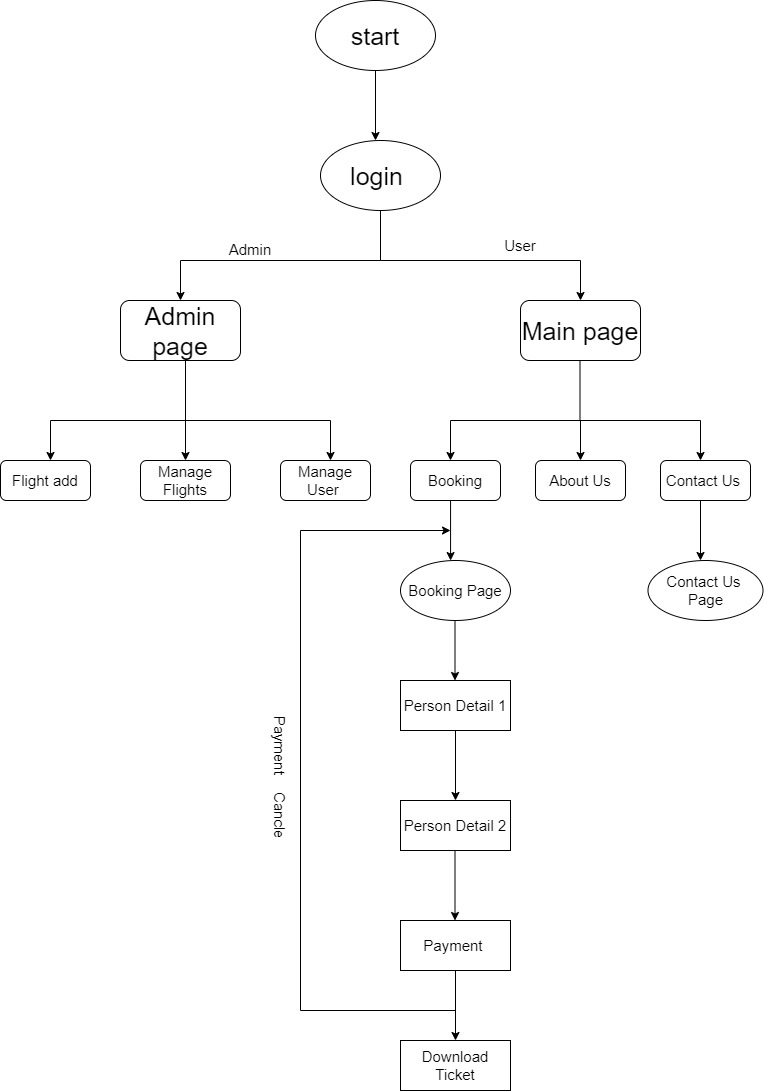 start
login
Admin
User
Admin
page
Main page
Flight add
Manage
Flights
Manage
User
Booking
About Us
Contact Us
Booking Page
Contact Us
Page
Person Detail 1
Payment Cancle
Person Detail 2
Payment
Download
Ticket